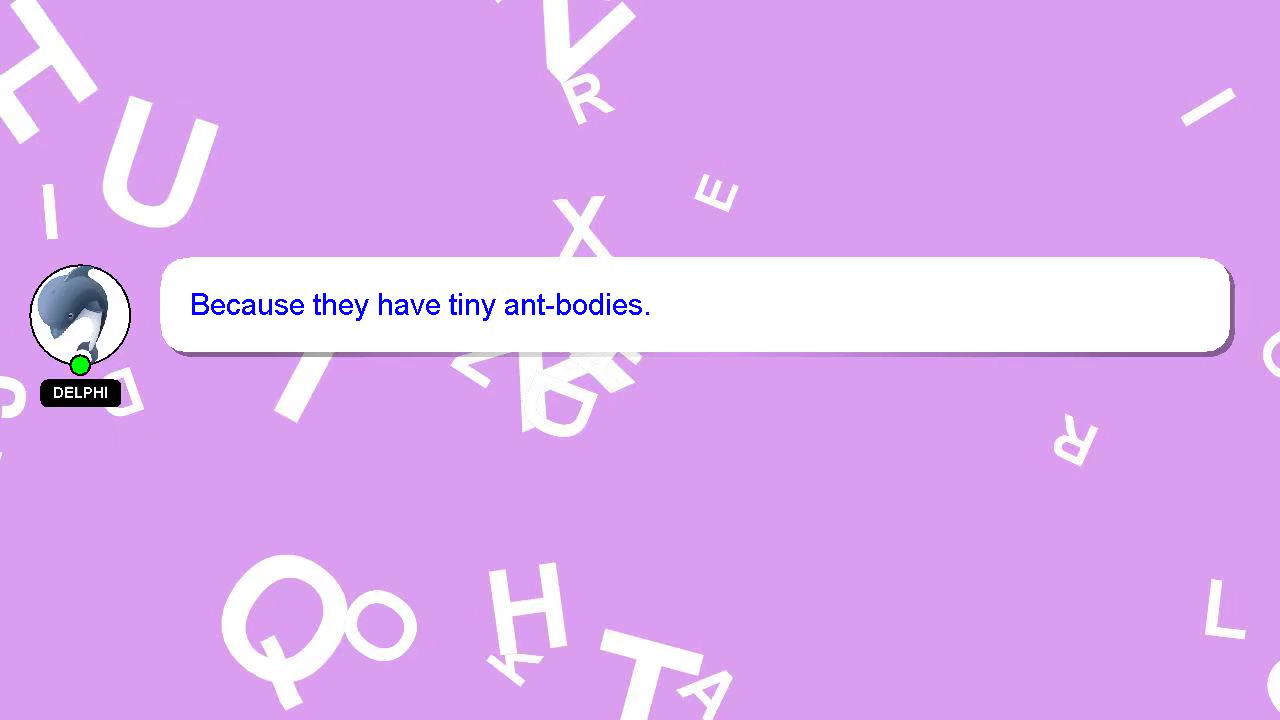 H
V
U
R
I
E
I
X
Because they have tiny ant-bodies.
DELPHI
D
I
Z
R
Q
O
H
K
T
A
L